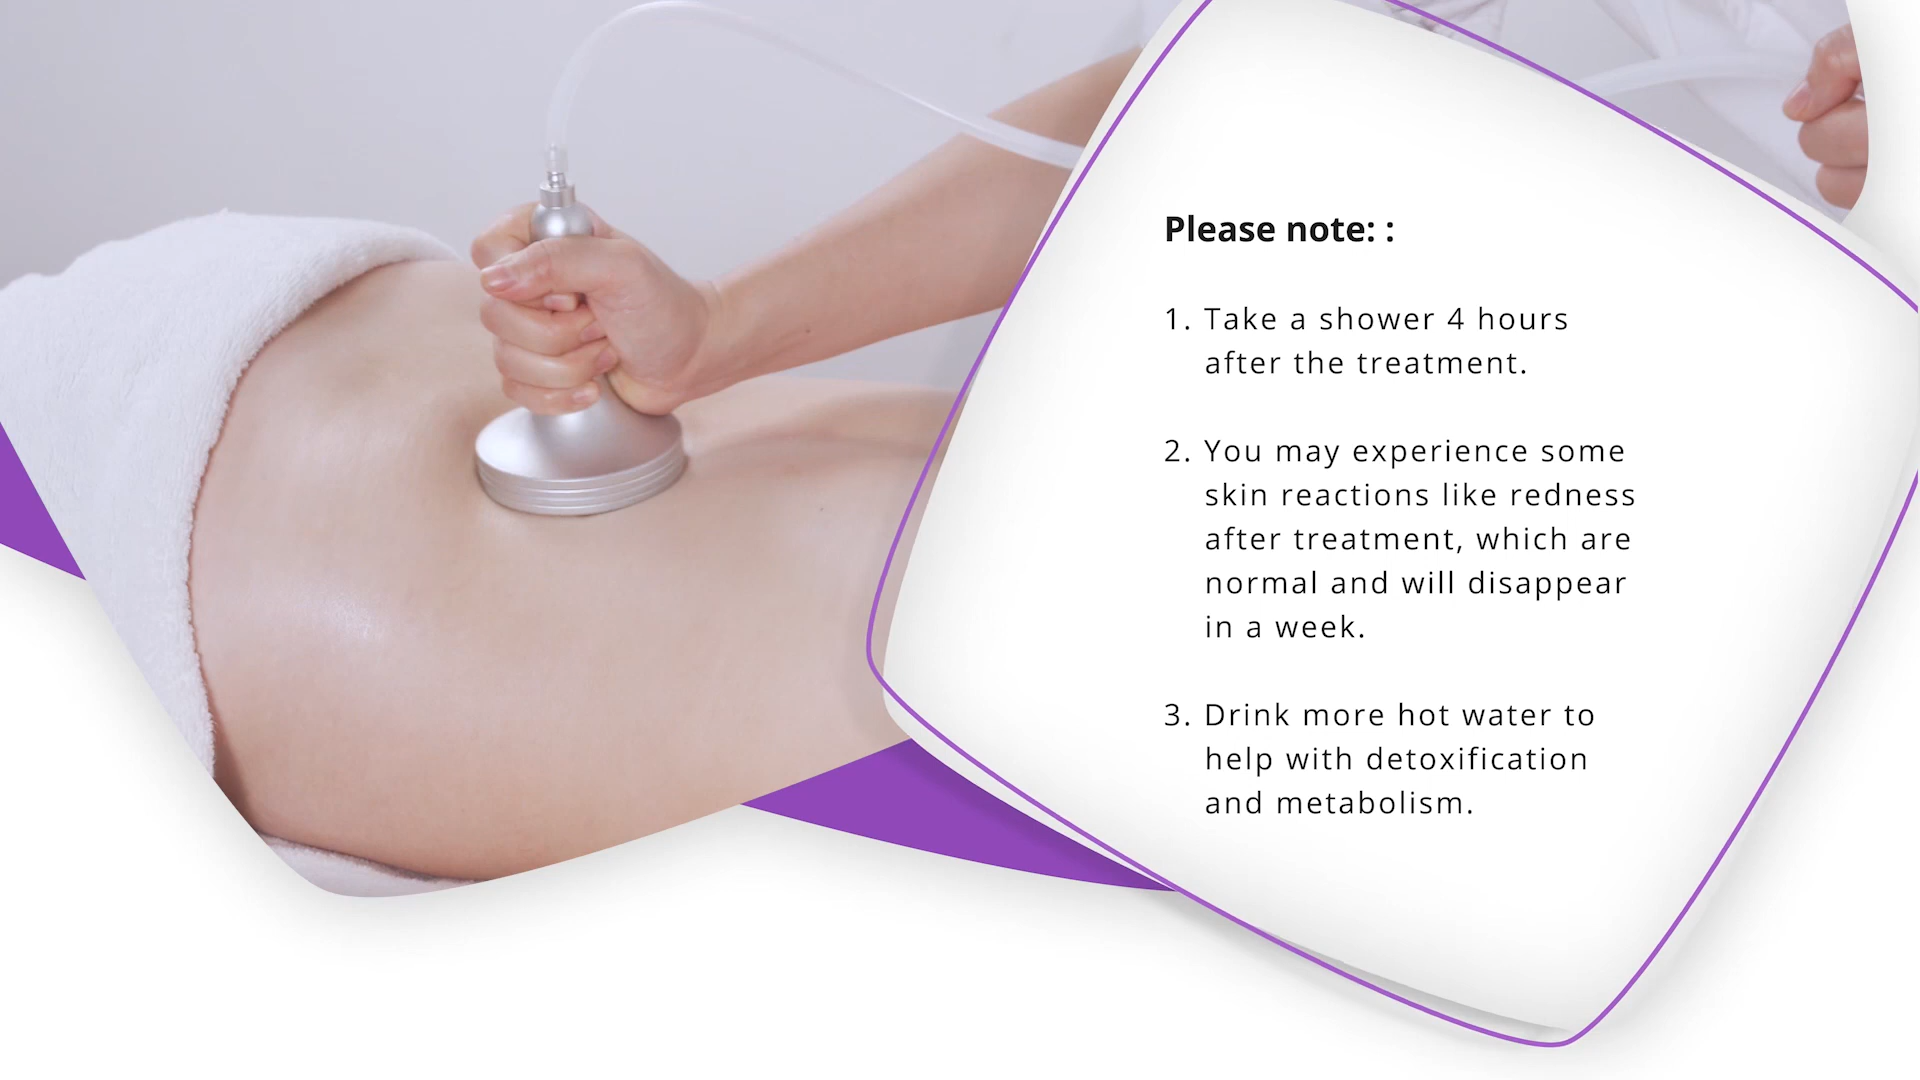 Please note: :
1. Take a shower 4 hours
after the treatment.
2. You may experience some
skin reactions like redness
after treatment, which are
normal and will disappear
in a week.
3. Drink more hot water to
help with detoxification
and metabolism.